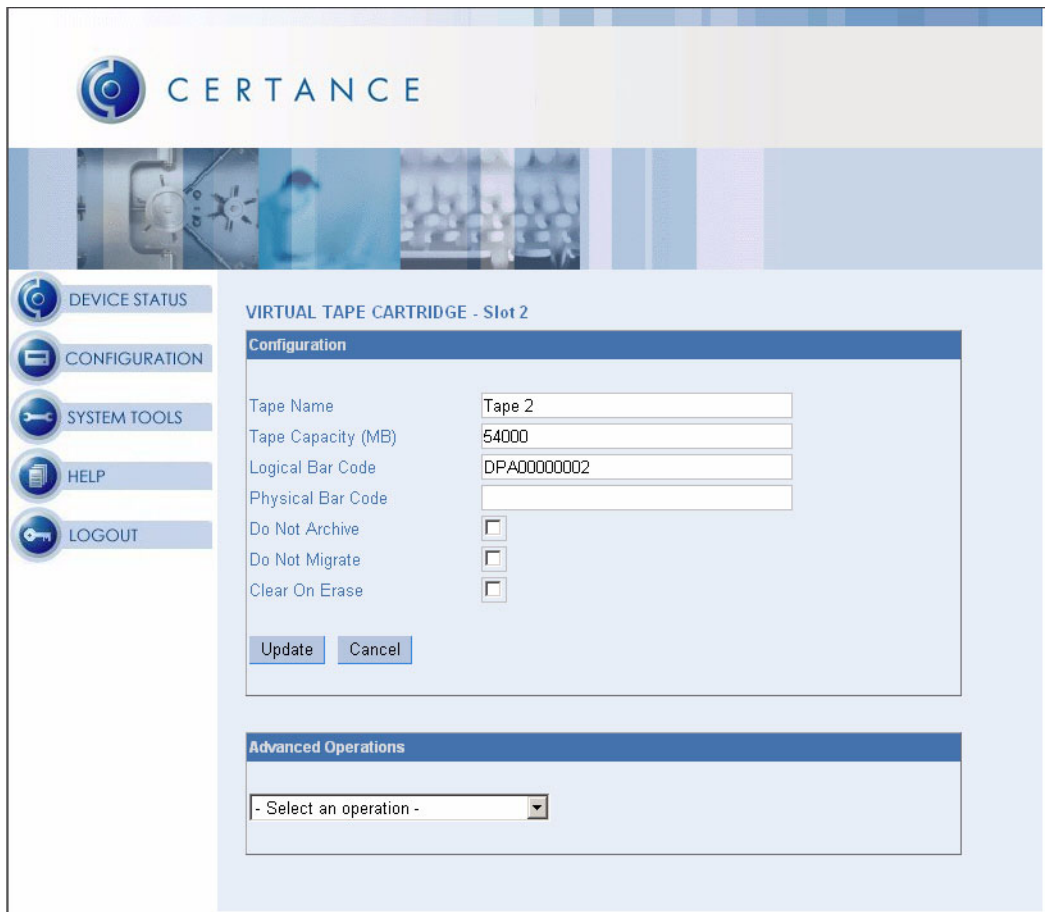 CERTANCE
DEVICE STATUS
CONFIGURATION
SYSTEM TOOLS
HELP
LOGOUT
VIRTUAL TAPE CARTRIDGE - Slot 2
Configuration
Tape Name Tape 2
Tape Capacity (MB) 54000
Logical Bar Code DPA00000002
Physical Bar Code
Do Not Archive
Do Not Migrate
Clear On Erase
Update Cancel
Advanced Operations
- Select an operation -